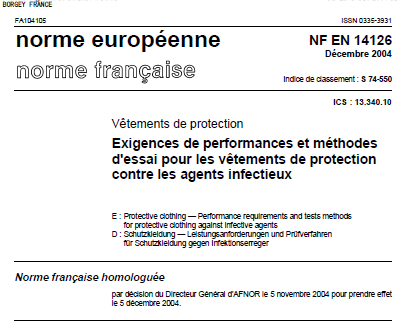 BORGEY FRANCE
FA104105 ISSN 0335-3931
norme européenne NF EN 14126
Décembre 2004
norme française
Indice de classement : S 74-550
ICS : 13.340.10
Vêtements de protection
Exigences de performances et méthodes
d'essai pour les vêtements de protection
contre les agents infectieux
E : Protective clothing — Performance requirements and tests methods
for protective clothing against infective agents
D : Schutzkleidung — Leistungsanforderungen und Prüfverfahren
für Schutzkleidung gegen Infektionserreger
Norme française homologuée
par décision du Directeur Général d'AFNOR le 5 novembre 2004 pour prendre effet
le 5 décembre 2004.